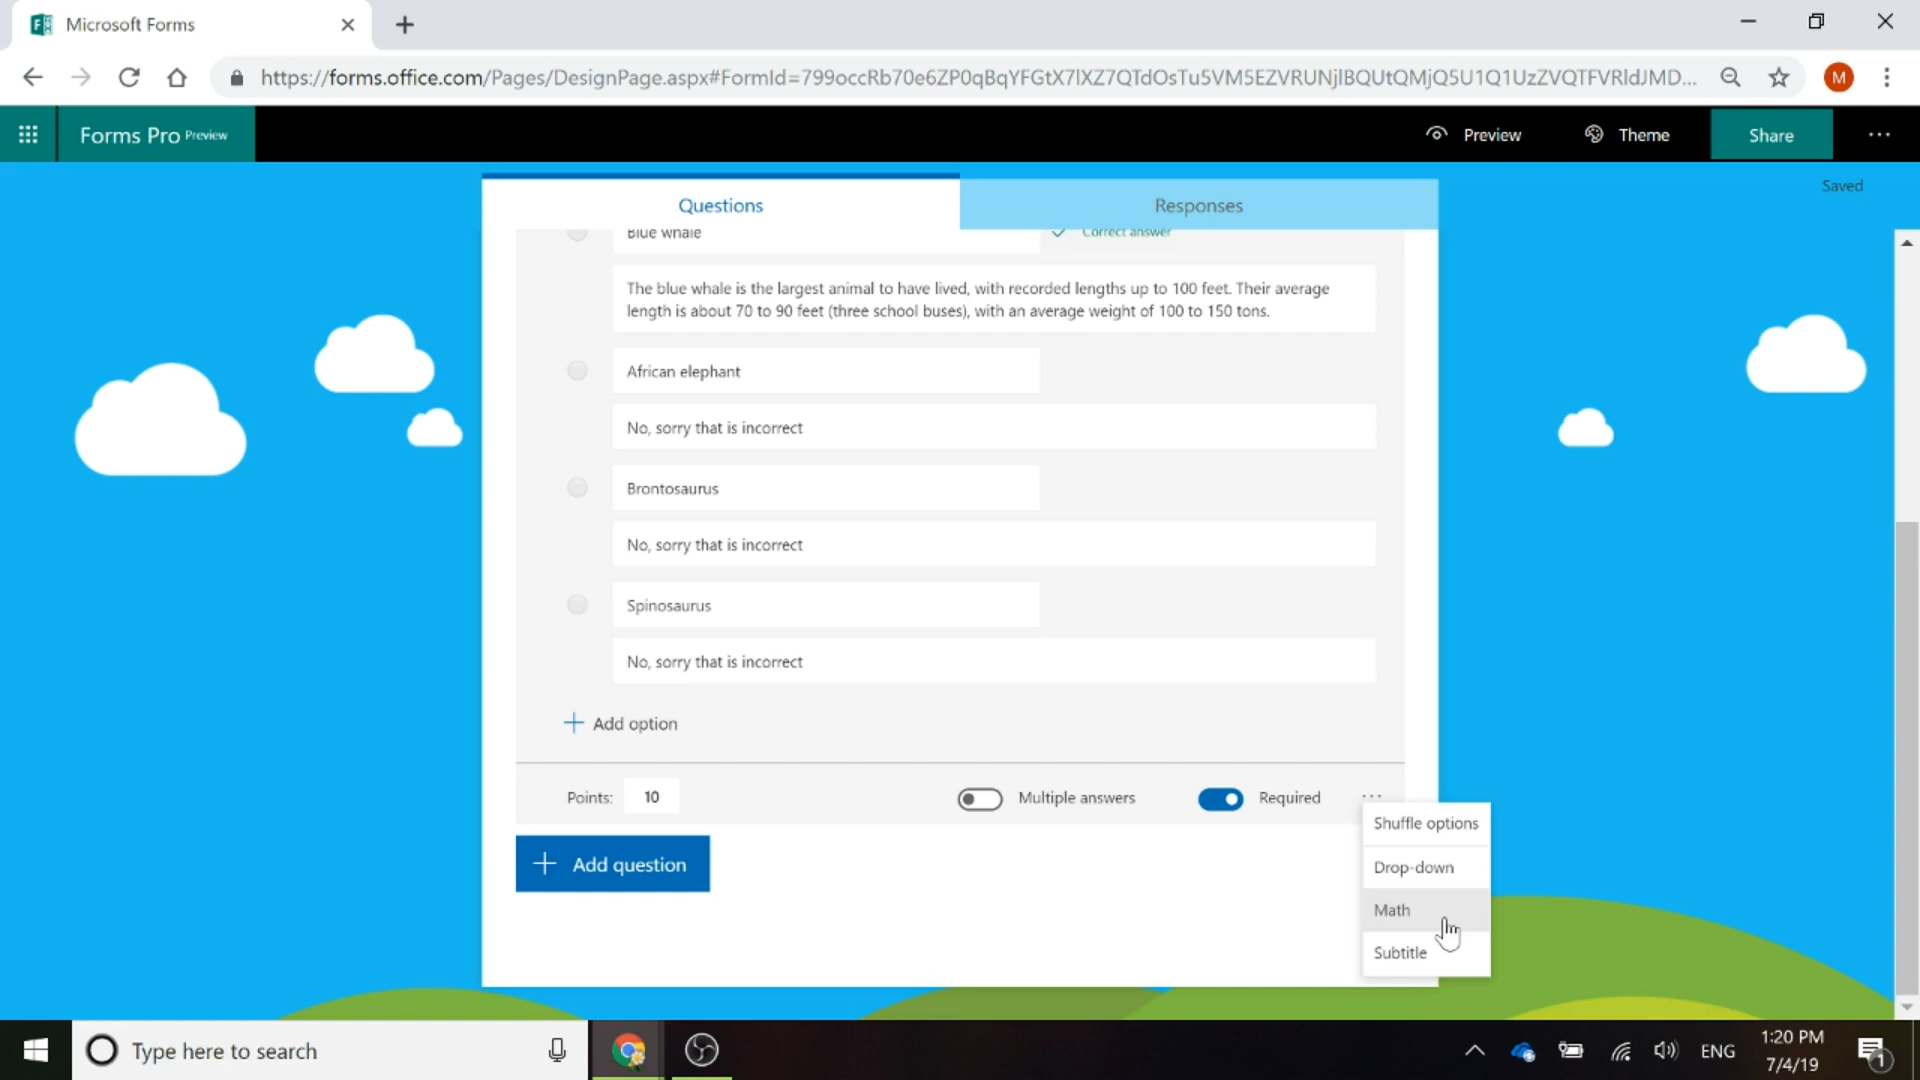 Microsoft Forms
https://forms.office.com/Pages/DesignPage.aspx#FormId=799occRb70e6ZP0qBqYFGtX7lXZ7QTdOsTu5VM5EZVRUNjlBQUtQMjQ5U1Q1UzZVQTFVRldJMD...
M
Forms Pro Preview
Preview
Theme
Share
Saved
Questions
Responses
Blue whale
Correct answer
The blue whale is the largest animal to have lived, with recorded lengths up to 100 feet. Their average
length is about 70 to 90 feet (three school buses), with an average weight of 100 to 150 tons.
African elephant
No, sorry that is incorrect
Brontosaurus
No, sorry that is incorrect
Spinosaurus
No, sorry that is incorrect
Add option
Points: 10
Multiple answers
Required
Shuffle options
Add question
Drop-down
Math
Subtitle
Type here to search
ENG
1:20 PM
7/4/19
1